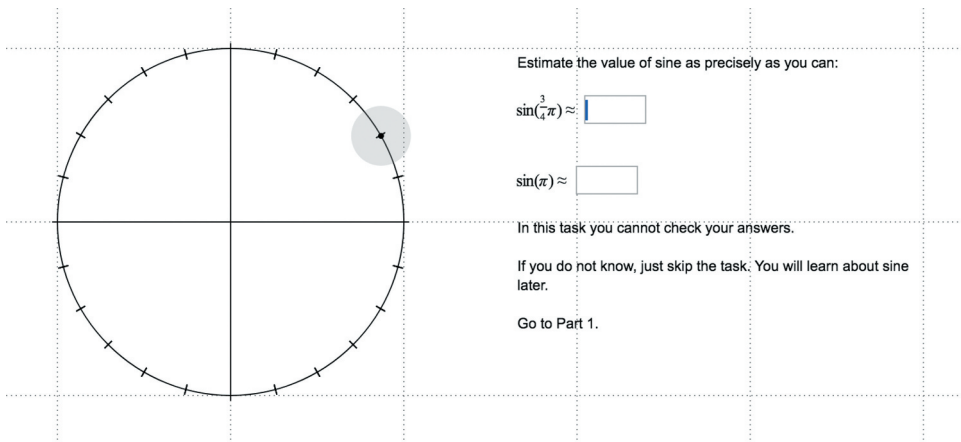 Estimate the value of sine as precisely as you can:
sin(3/4 π) ≈
sin(π) ≈
In this task you cannot check your answers.
If you do not know, just skip the task. You will learn about sine
later.
Go to Part 1.